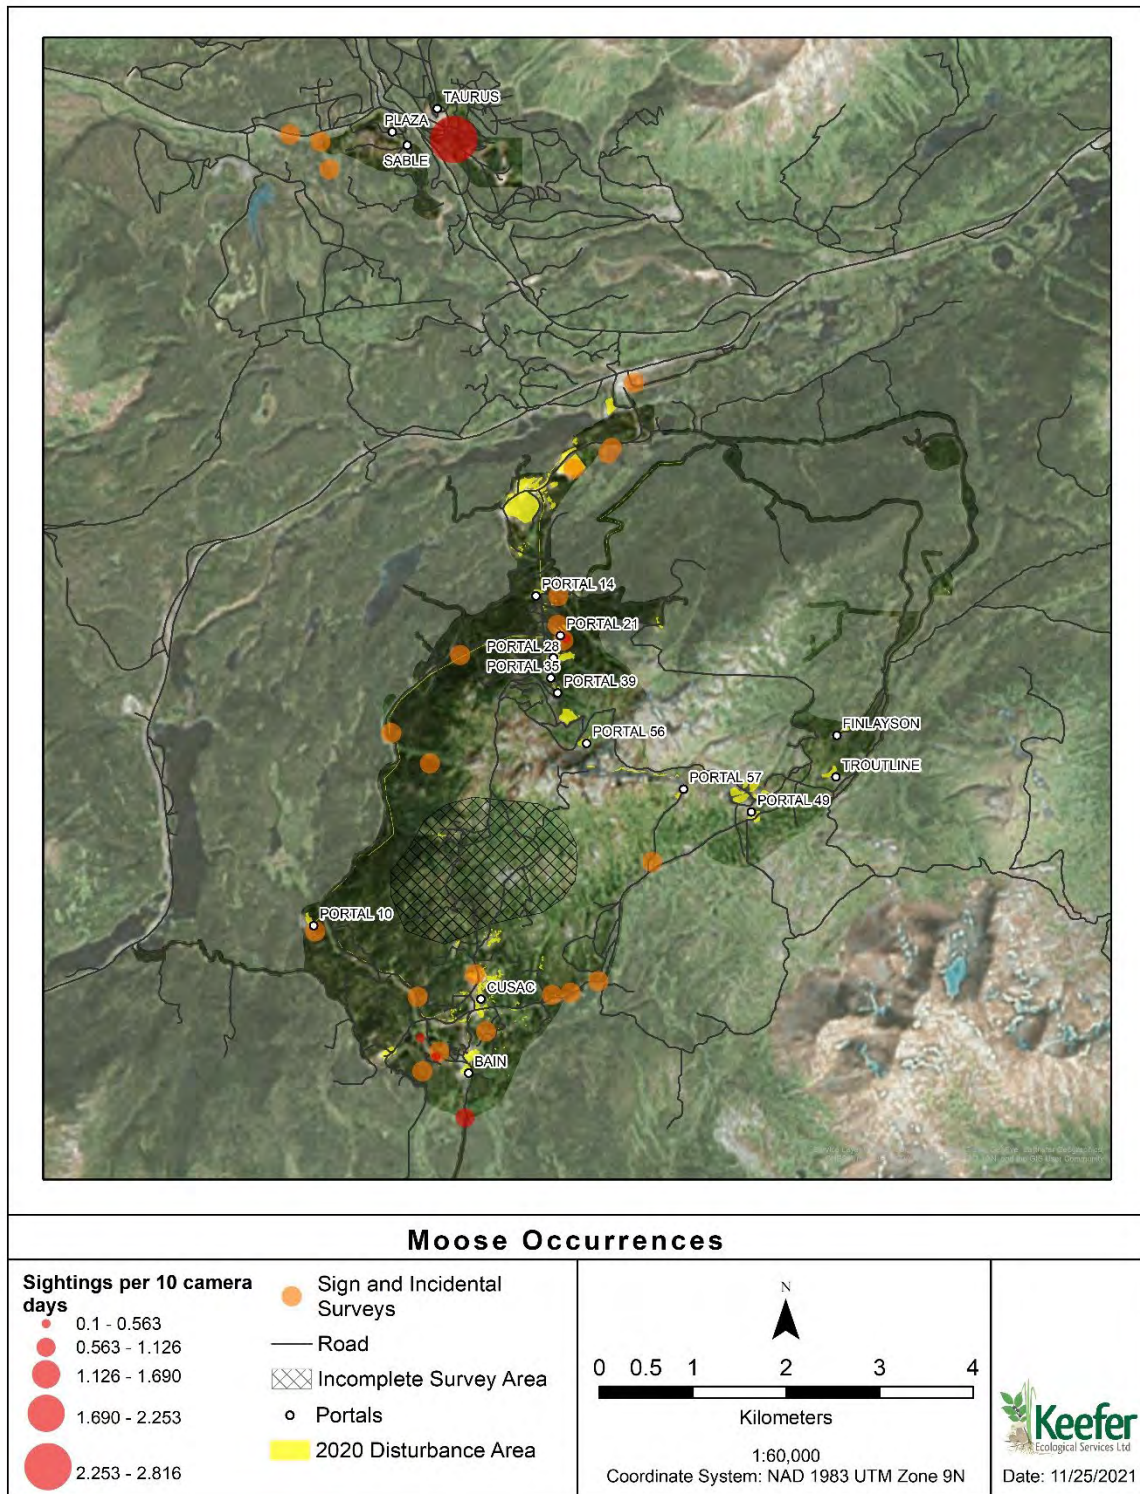 TAURUS
PLAZA
SABLE
PORTAL 14
PORTAL 21
PORTAL 28
PORTAL 35
PORTAL 39
PORTAL 56
FINLAYSON
TROUTLINE
PORTAL 57
PORTAL 49
PORTAL 10
CUSAC
BAIN
Moose Occurrences
Sightings per 10 camera
days
0.1 - 0.563
0.563 - 1.126
1.126 - 1.690
1.690 - 2.253
2.253 - 2.816
Sign and Incidental
Surveys
Road
Incomplete Survey Area
Portals
2020 Disturbance Area
N
0 0.5 1 2 3 4
Kilometers
1:60,000
Coordinate System: NAD 1983 UTM Zone 9N
Keefer
Ecological Services Ltd
Date: 11/25/2021